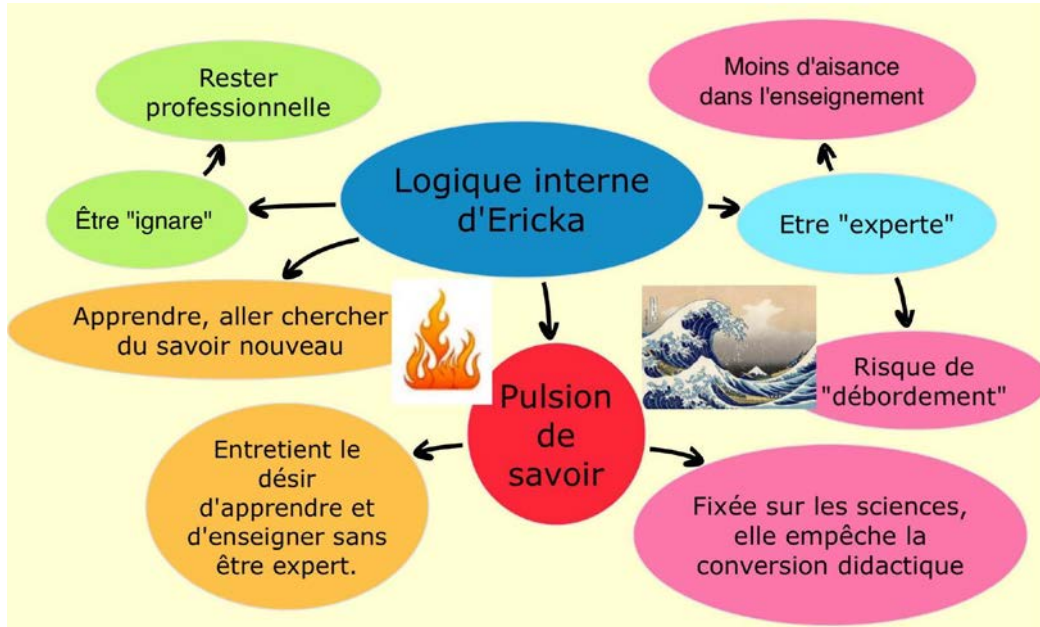 Rester
professionnelle
Moins d'aisance
dans l'enseignement
Logique interne
d'Ericka
Être "ignare"
Etre "experte"
Apprendre, aller chercher
du savoir nouveau
Risque de
"débordement"
Pulsion
de
savoir
Entretient le
désir
d'apprendre et
d'enseigner sans
être expert.
Fixée sur les sciences,
elle empêche la
conversion didactique